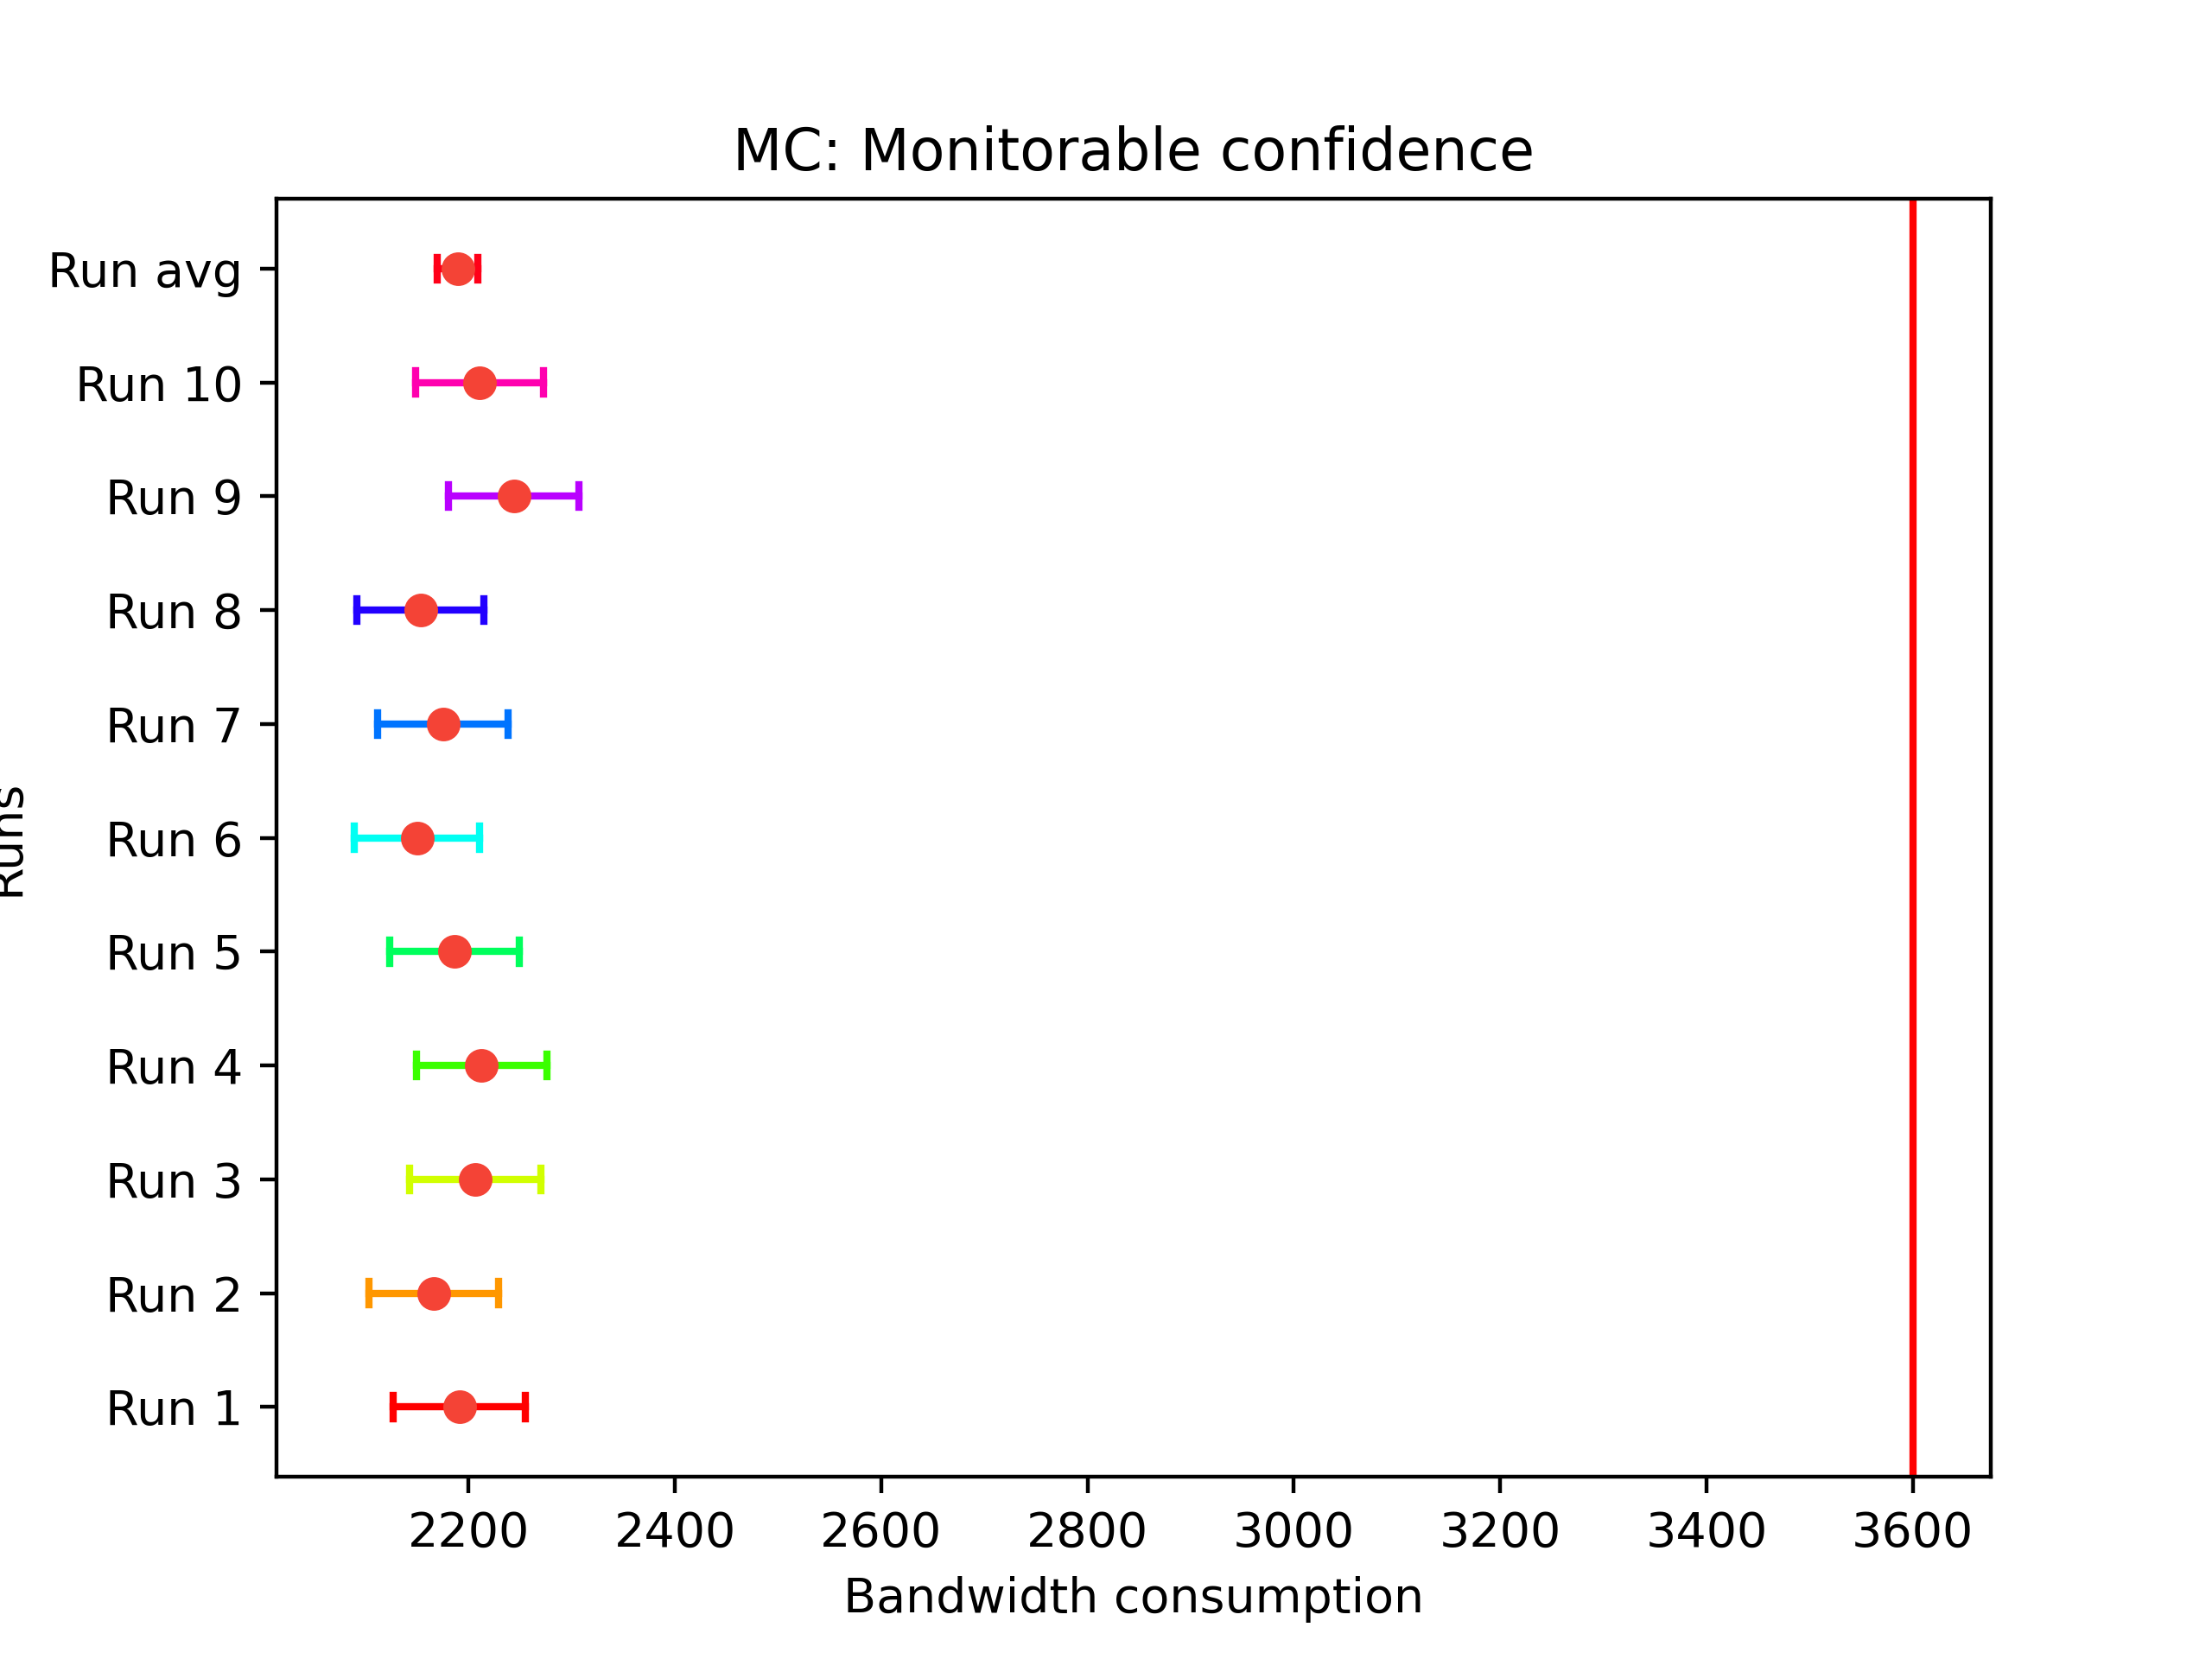 MC: Monitorable confidence
Run avg
Run 10
Run 9
Run 8
Run 7
Run 6
Run 5
Run 4
Run 3
Run 2
Run 1
Runs
2200 2400 2600 2800 3000 3200 3400 3600
Bandwidth consumption